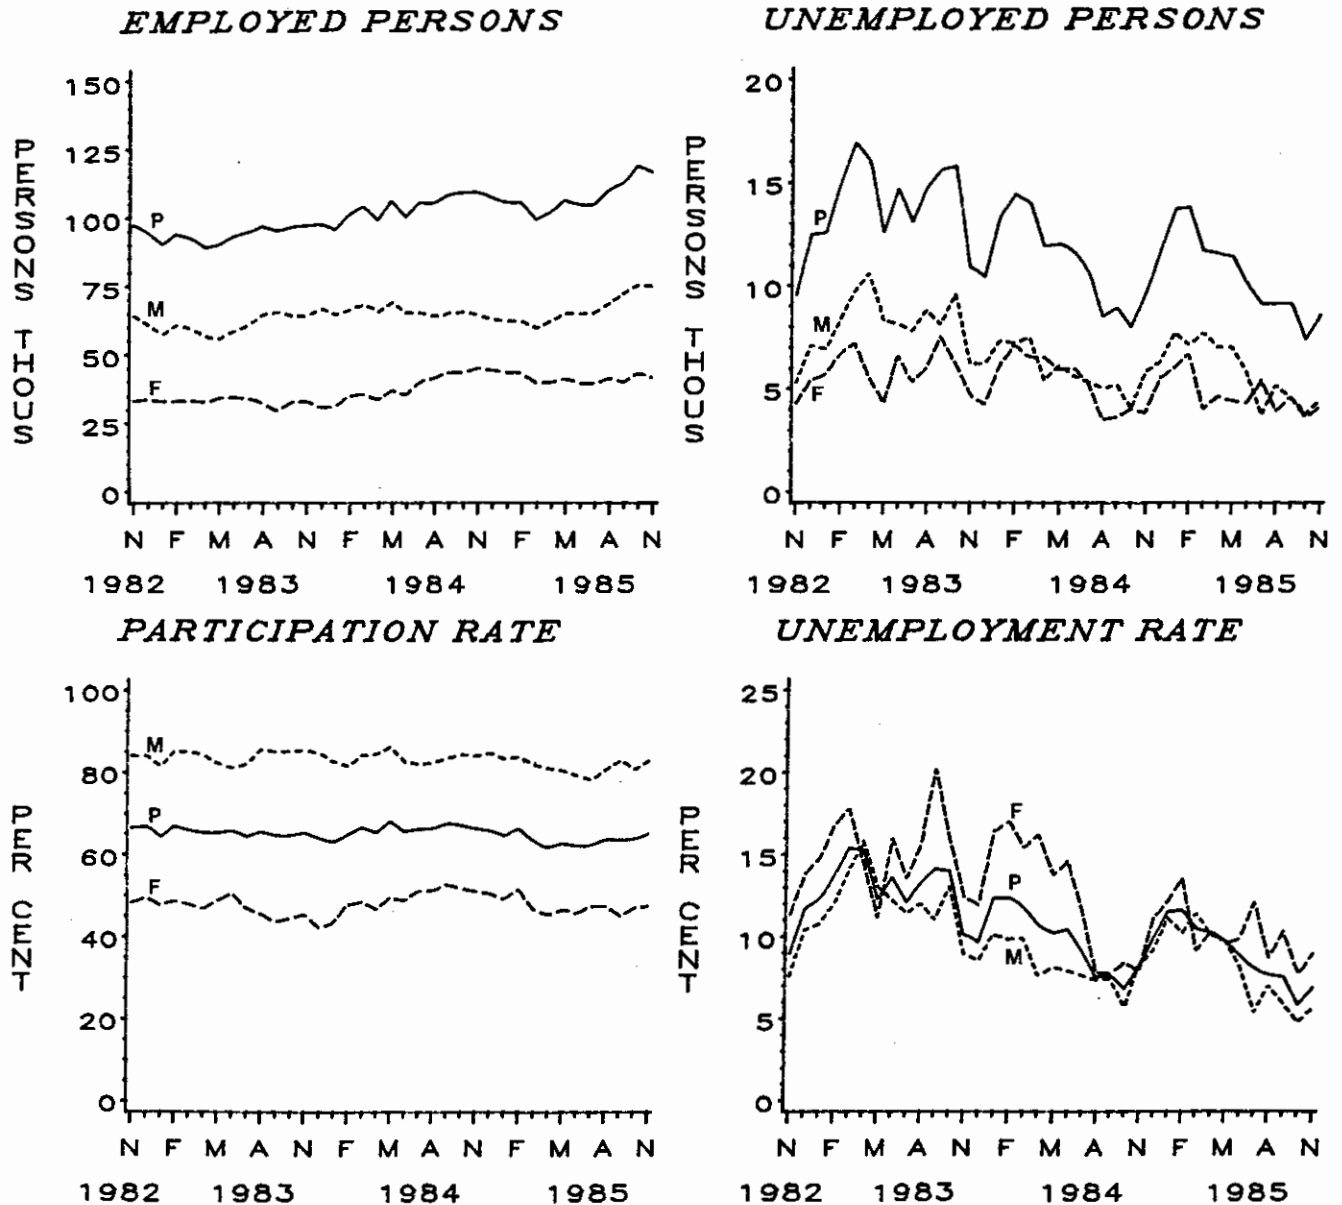 EMPLOYED PERSONS
150
125
100
75
50
25
0
PERSONS THOUS
P
M
F
N F M A N F M A N F M A N
1982 1983 1984 1985
UNEMPLOYED PERSONS
20
15
10
5
0
PERSONS THOUS
P
M
F
N F M A N F M A N F M A N
1982 1983 1984 1985
PARTICIPATION RATE
100
80
60
40
20
0
PER CENT
M
P
F
N F M A N F M A N F M A N
1982 1983 1984 1985
UNEMPLOYMENT RATE
25
20
15
10
5
0
PER CENT
F
P
M
N F M A N F M A N F M A N
1982 1983 1984 1985